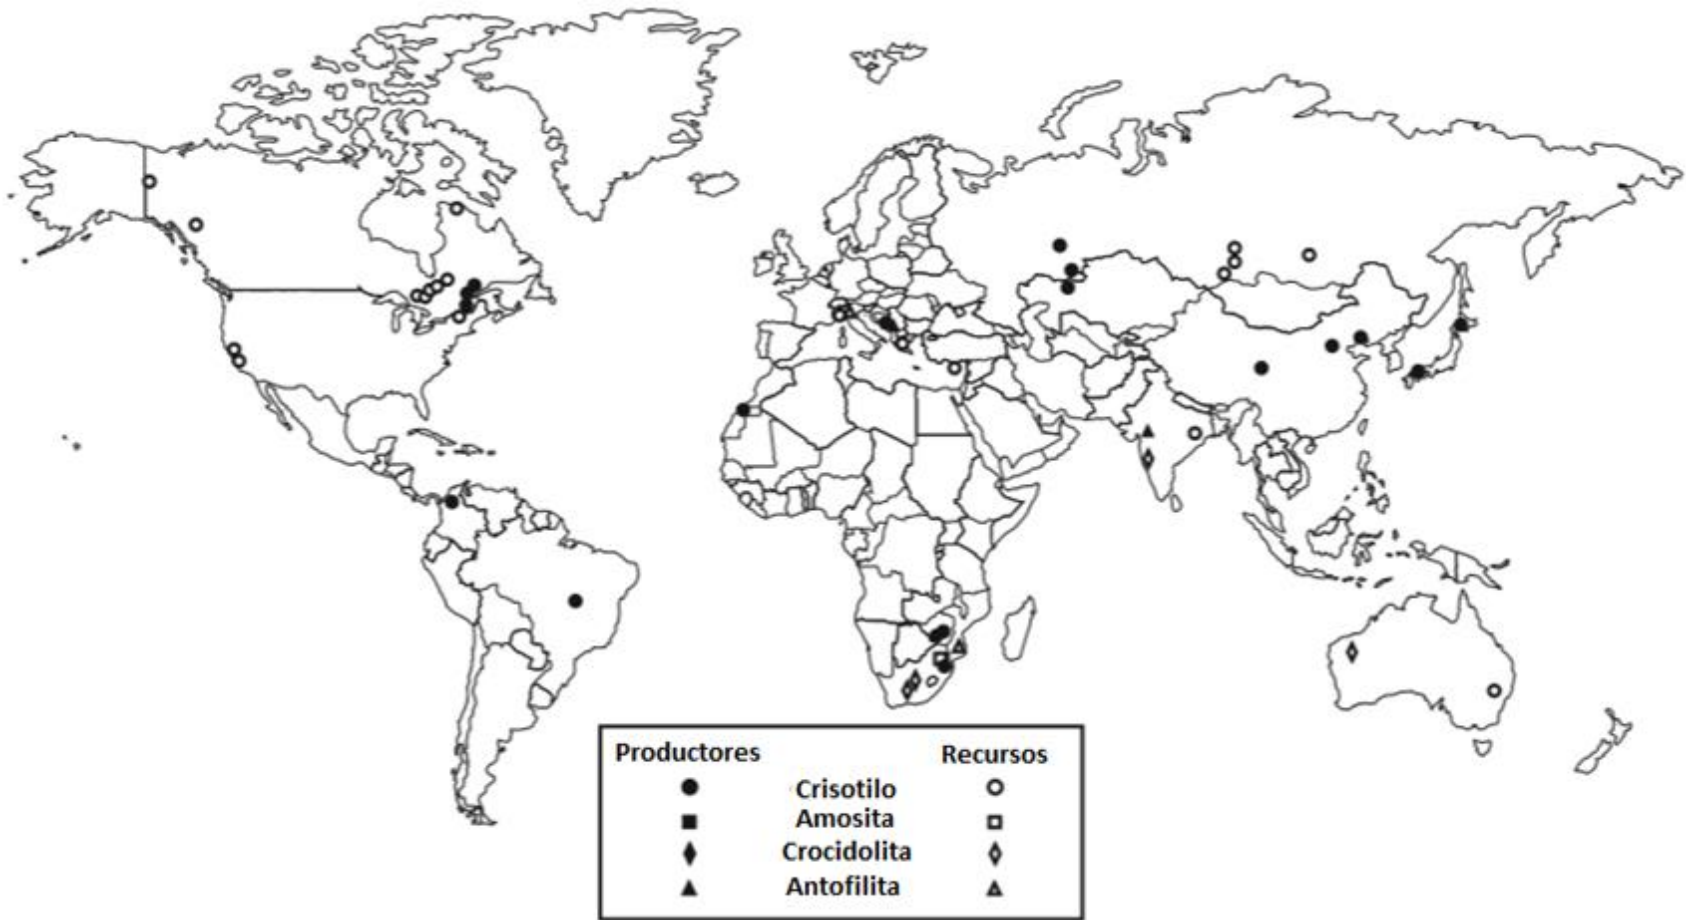 Productores Recursos
Crisotilo
Amosita
Crocidolita
Antofilita